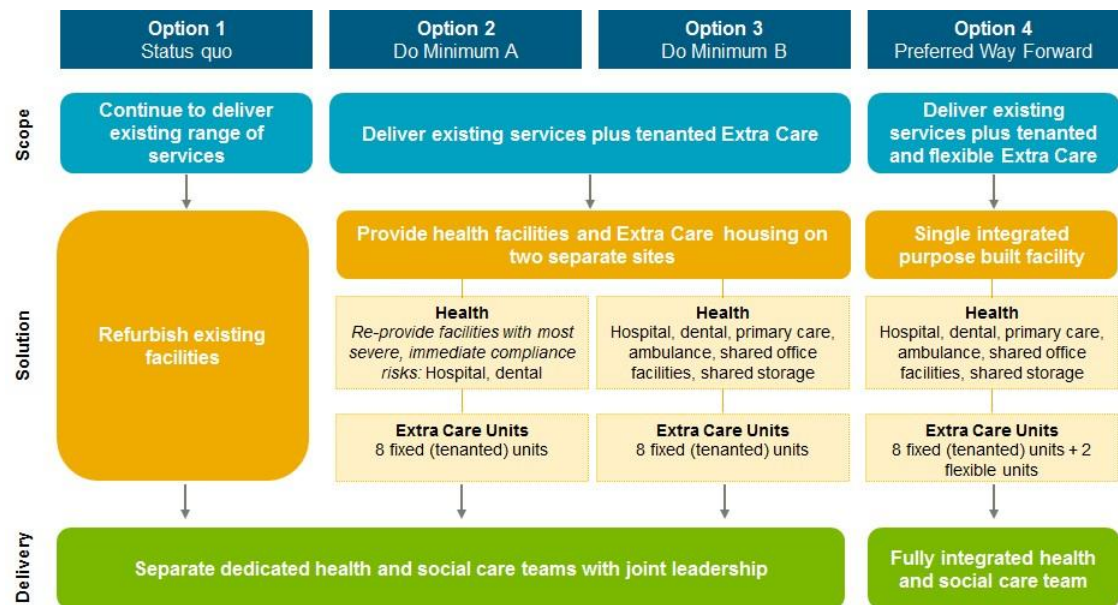 Option 1
Status quo
Option 2
Do Minimum A
Option 3
Do Minimum B
Option 4
Preferred Way Forward
Scope
Continue to deliver
existing range of
services
Deliver existing services plus tenanted Extra Care
Deliver existing
services plus tenanted
and flexible Extra Care
Solution
Refurbish existing
facilities
Provide health facilities and Extra Care housing on
two separate sites
Single integrated
purpose built facility
Health
Re-provide facilities with most
severe, immediate compliance
risks: Hospital, dental
Health
Hospital, dental, primary care,
ambulance, shared office
facilities, shared storage
Health
Hospital, dental, primary care,
ambulance, shared office
facilities, shared storage
Extra Care Units
8 fixed (tenanted) units
Extra Care Units
8 fixed (tenanted) units
Extra Care Units
8 fixed (tenanted) units + 2
flexible units
Delivery
Separate dedicated health and social care teams with joint leadership
Fully integrated health
and social care team